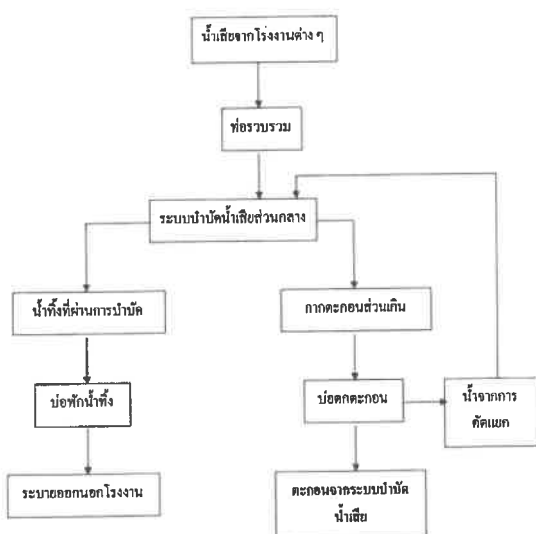 น้ำเสียจากโรงงานต่าง ๆ
ท่อรวบรวม
ระบบบำบัดน้ำเสียส่วนกลาง
น้ำทิ้งที่ผ่านการบำบัด
กากตะกอนส่วนเกิน
บ่อพักน้ำทิ้ง
บ่อตกตะกอน
น้ำจากการ
คัดแยก
ระบายออกนอกโรงงาน
ตะกอนจากระบบบำบัด
น้ำเสีย